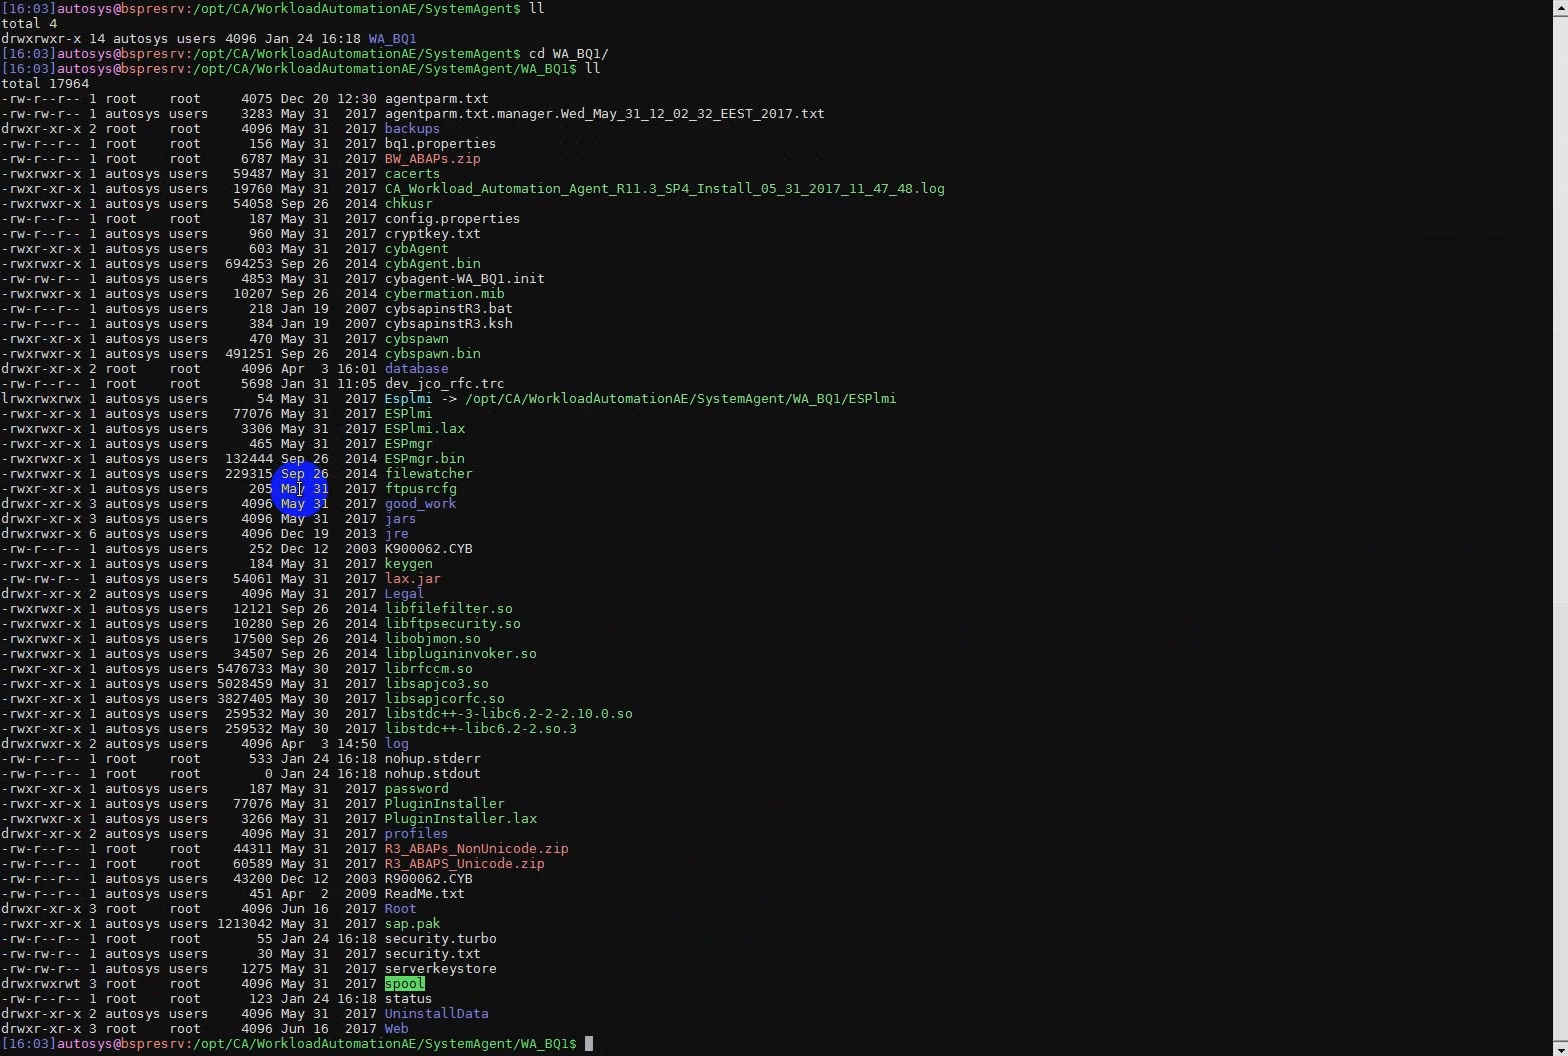 [16:03]autosys@bspresrv:/opt/CA/WorkloadAutomationAE/SystemAgent$ ll
total 4
drwxrwxr-x 14 autosys users 4096 Jan 24 16:18 WA_BQ1
[16:03]autosys@bspresrv:/opt/CA/WorkloadAutomationAE/SystemAgent$ cd WA_BQ1/
[16:03]autosys@bspresrv:/opt/CA/WorkloadAutomationAE/SystemAgent/WA_BQ1$ ll
total 17964
-rw-r--r-- 1 root    root     4075 Dec 20 12:30 agentparm.txt
-rw-rw-r-- 1 autosys users    3283 May 31  2017 agentparm.txt.manager.Wed_May_31_12_02_32_EEST_2017.txt
drwxr-xr-x 2 root    root     4096 May 31  2017 backups
-rw-r--r-- 1 root    root      156 May 31  2017 bq1.properties
-rw-r--r-- 1 root    root     6787 May 31  2017 BW_ABAPs.zip
-rwxr-xr-x 1 autosys users   59487 May 31  2017 cacerts
-rwxr-xr-x 1 autosys users   19760 May 31  2017 CA_Workload_Automation_Agent_R11.3_SP4_Install_05_31_2017_11_47_48.log
-rwxrwxr-x 1 autosys users   54058 Sep 26  2014 chkusr
-rw-r--r-- 1 root    root      187 May 31  2017 config.properties
-rw-r--r-- 1 autosys users     960 May 31  2017 cryptkey.txt
-rwxr-xr-x 1 autosys users     603 May 31  2017 cybAgent
-rwxrwxr-x 1 autosys users  694253 Sep 26  2014 cybAgent.bin
-rw-rw-r-- 1 autosys users    4853 May 31  2017 cybagent-WA_BQ1.init
-rwxrwxr-x 1 autosys users   10207 Sep 26  2014 cybermation.mib
-rw-r--r-- 1 autosys users     218 Jan 19  2007 cybsapinstR3.bat
-rw-r--r-- 1 autosys users     384 Jan 19  2007 cybsapinstR3.ksh
-rwxr-xr-x 1 autosys users     470 May 31  2017 cybspawn
-rwxrwxr-x 1 autosys users  491251 Sep 26  2014 cybspawn.bin
drwxr-xr-x 2 root    root     4096 Apr  3 16:01 database
-rw-r--r-- 1 root    root     5698 Jan 31 11:05 dev_jco_rfc.trc
lrwxrwxrwx 1 autosys users      54 May 31  2017 Esplmi -> /opt/CA/WorkloadAutomationAE/SystemAgent/WA_BQ1/ESPlmi
-rwxr-xr-x 1 autosys users   77076 May 31  2017 ESPlmi
-rwxr-xr-x 1 autosys users    3306 May 31  2017 ESPlmi.lax
-rwxr-xr-x 1 autosys users     465 May 31  2017 ESPmgr
-rwxrwxr-x 1 autosys users  132444 Sep 26  2014 ESPmgr.bin
-rwxrwxr-x 1 autosys users  229315 Sep 26  2014 filewatcher
-rwxr-xr-x 1 autosys users     205 May 31  2017 ftpusrcfg
drwxr-xr-x 3 autosys users    4096 May 31  2017 good_work
drwxr-xr-x 3 autosys users    4096 May 31  2017 jars
drwxrwxr-x 6 autosys users    4096 Dec 19  2013 jre
-rw-r--r-- 1 autosys users     252 Dec 12  2003 K900062.CYB
-rwxr-xr-x 1 autosys users     184 May 31  2017 keygen
-rw-rw-r-- 1 autosys users   54061 May 31  2017 lax.jar
drwxr-xr-x 2 autosys users    4096 May 31  2017 Legal
-rwxrwxr-x 1 autosys users   12121 Sep 26  2014 libfilefilter.so
-rwxrwxr-x 1 autosys users   10280 Sep 26  2014 libftpsecurity.so
-rwxrwxr-x 1 autosys users   17500 Sep 26  2014 libobjmon.so
-rwxrwxr-x 1 autosys users   34507 Sep 26  2014 libplugininvoker.so
-rwxr-xr-x 1 autosys users 5476733 May 30  2017 librfccm.so
-rwxr-xr-x 1 autosys users 5028459 May 31  2017 libsapjco3.so
-rwxr-xr-x 1 autosys users 3827405 May 30  2017 libsapjcorfc.so
-rwxr-xr-x 1 autosys users  259532 May 30  2017 libstdc++-3-libc6.2-2-2.10.0.so
-rwxr-xr-x 1 autosys users  259532 May 30  2017 libstdc++-libc6.2-2.so.3
drwxrwxr-x 2 autosys users    4096 Apr  3 14:50 log
-rw-r--r-- 1 root    root      533 Jan 24 16:18 nohup.stderr
-rw-r--r-- 1 root    root        0 Jan 24 16:18 nohup.stdout
-rwxr-xr-x 1 autosys users     187 May 31  2017 password
-rwxr-xr-x 1 autosys users   77076 May 31  2017 PluginInstaller
-rwxr-xr-x 1 autosys users    3266 May 31  2017 PluginInstaller.lax
drwxr-xr-x 2 autosys users    4096 May 31  2017 profiles
-rw-r--r-- 1 root    root    44311 May 31  2017 R3_ABAPs_NonUnicode.zip
-rw-r--r-- 1 root    root    60589 May 31  2017 R3_ABAPS_Unicode.zip
-rw-r--r-- 1 autosys users   43200 Dec 12  2003 R900062.CYB
-rw-r--r-- 1 autosys users     451 Apr  2  2009 ReadMe.txt
drwxr-xr-x 3 root    root     4096 Jun 16  2017 Root
-rwxr-xr-x 1 autosys users 1213042 May 31  2017 sap.pak
-rw-r--r-- 1 root    root       55 Jan 24 16:18 security.turbo
-rw-rw-r-- 1 autosys users      30 May 31  2017 security.txt
-rw-rw-r-- 1 autosys users    1275 May 31  2017 serverkeystore
drwxrwxrwt 3 root    root     4096 May 31  2017 spool
-rw-r--r-- 1 root    root      123 Jan 24 16:18 status
drwxr-xr-x 2 autosys users    4096 May 31  2017 UninstallData
drwxr-xr-x 3 root    root     4096 Jun 16  2017 Web
[16:03]autosys@bspresrv:/opt/CA/WorkloadAutomationAE/SystemAgent/WA_BQ1$